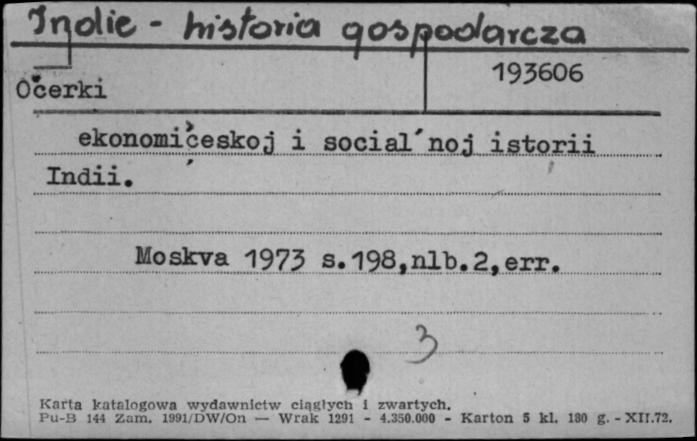 Indie - historia gospodarcza
193606
Očerki
ekonomičeskoj i social'noj istorii
Indii.
Moskva 1973 s.198,nlb.2,err.
3
Karta katalogowa wydawnictw ciągłych i zwartych.
Pu-B 144 Zam. 1991/DW/On — Wrak 1291 - 4.350.000 - Karton 5 kl. 180 g. - XII.72.